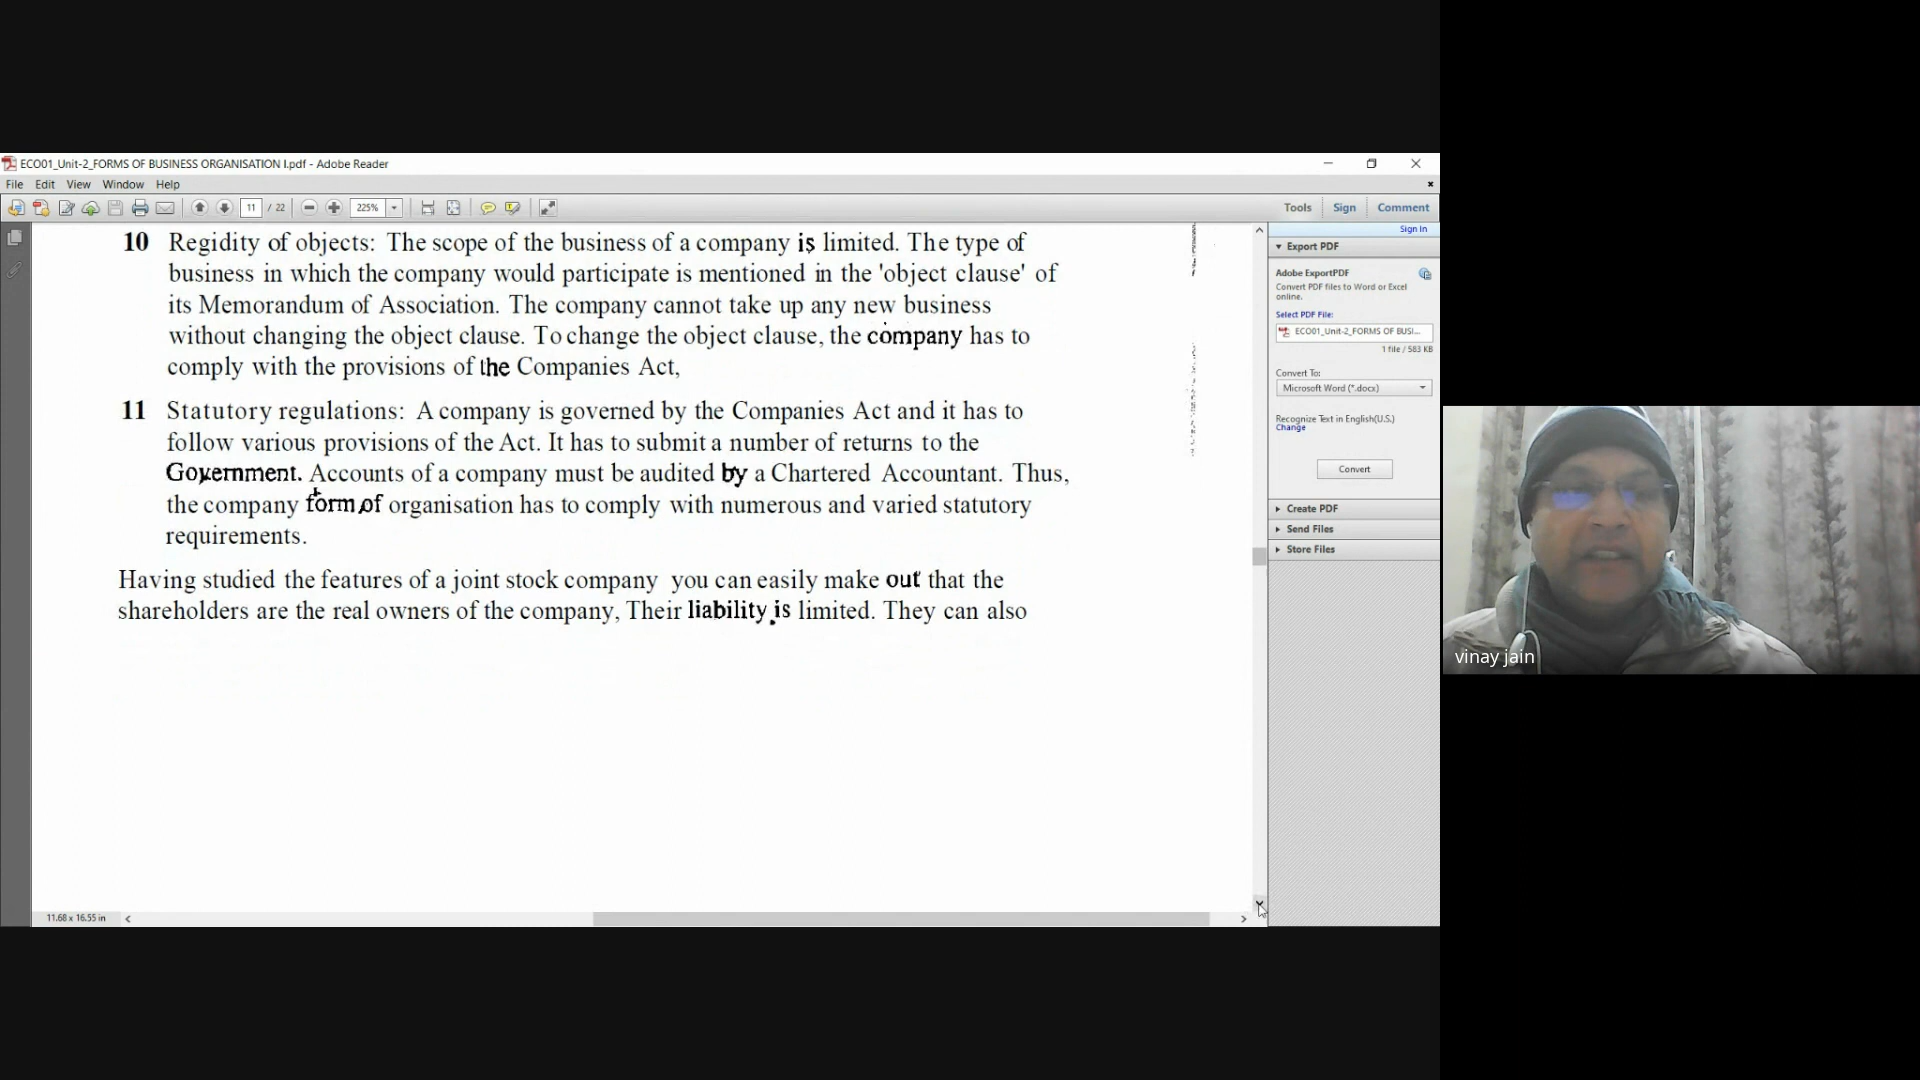 ECO01_Unit-2_FORMS OF BUSINESS ORGANISATION I.pdf - Adobe Reader
File Edit View Window Help
11 / 22 225% Tools Sign Comment
Sign In
Export PDF
Adobe ExportPDF
Convert PDF files to Word or Excel
online.
Select PDF File:
ECO01_Unit-2_FORMS OF BUSI...
1 file / 583 KB
Convert To:
Microsoft Word (*.docx)
Recognize Text in English(U.S.)
Change
Convert
Create PDF
Send Files
Store Files
10 Regidity of objects: The scope of the business of a company is limited. The type of
business in which the company would participate is mentioned in the 'object clause' of
its Memorandum of Association. The company cannot take up any new business
without changing the object clause. To change the object clause, the company has to
comply with the provisions of the Companies Act,
11 Statutory regulations: A company is governed by the Companies Act and it has to
follow various provisions of the Act. It has to submit a number of returns to the
Government. Accounts of a company must be audited by a Chartered Accountant. Thus,
the company form of organisation has to comply with numerous and varied statutory
requirements.
Having studied the features of a joint stock company you can easily make out that the
shareholders are the real owners of the company, Their liability is limited. They can also
11.68 x 16.55 in
vinay jain